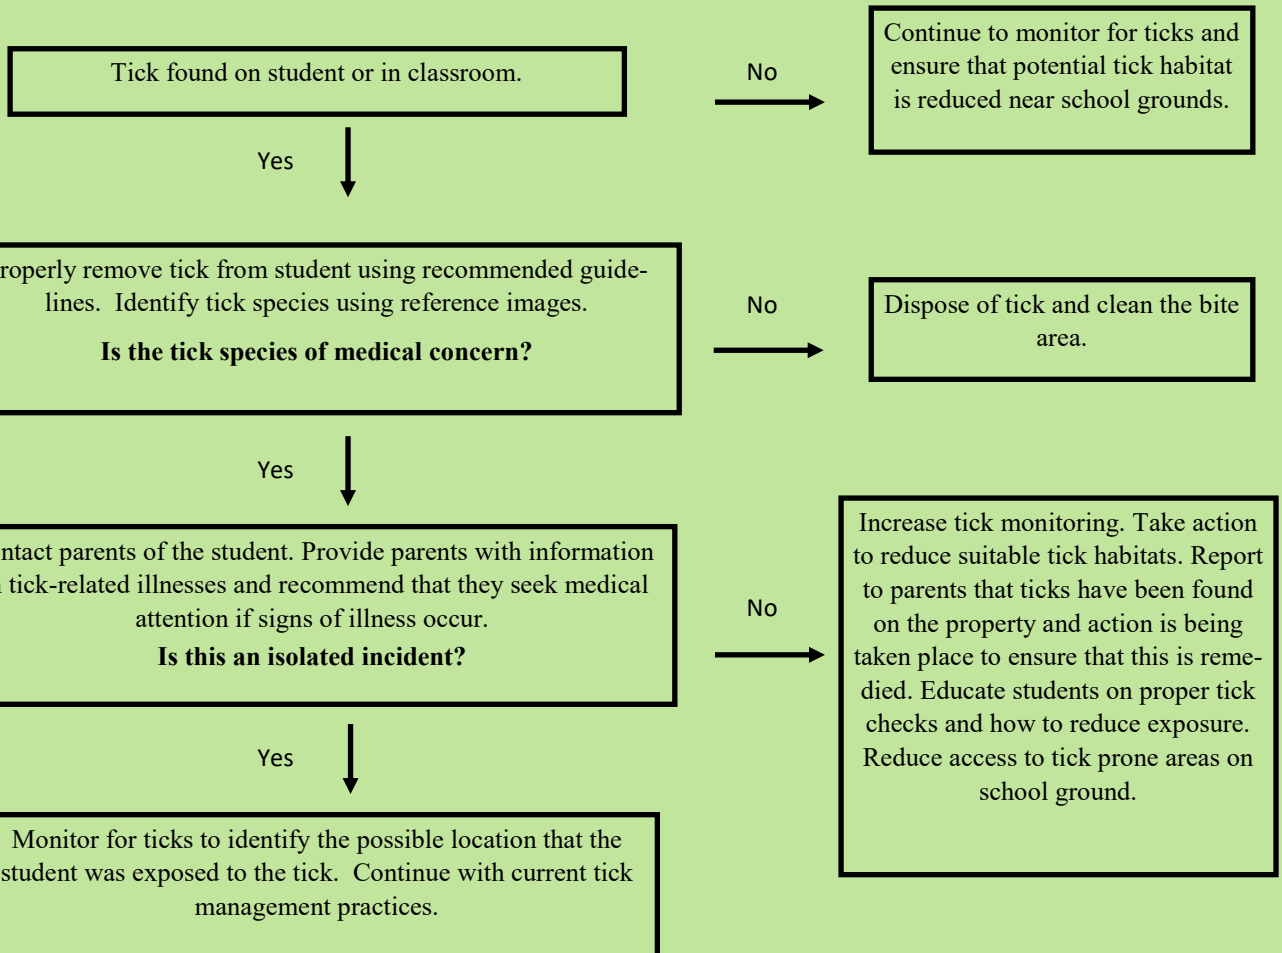 Tick found on student or in classroom.
No
Continue to monitor for ticks and
ensure that potential tick habitat
is reduced near school grounds.
Yes
roperly remove tick from student using recommended guide-
lines. Identify tick species using reference images.
Is the tick species of medical concern?
No
Dispose of tick and clean the bite
area.
Yes
ntact parents of the student. Provide parents with information
tick-related illnesses and recommend that they seek medical
attention if signs of illness occur.
Is this an isolated incident?
No
Increase tick monitoring. Take action
to reduce suitable tick habitats. Report
to parents that ticks have been found
on the property and action is being
taken place to ensure that this is reme-
died. Educate students on proper tick
checks and how to reduce exposure.
Reduce access to tick prone areas on
school ground.
Yes
Monitor for ticks to identify the possible location that the
student was exposed to the tick. Continue with current tick
management practices.